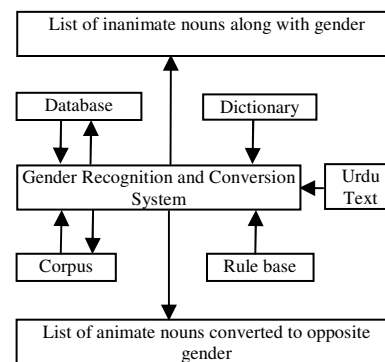 List of inanimate nouns along with gender
Database
Dictionary
Gender Recognition and Conversion
System
Urdu
Text
Corpus
Rule base
List of animate nouns converted to opposite
gender